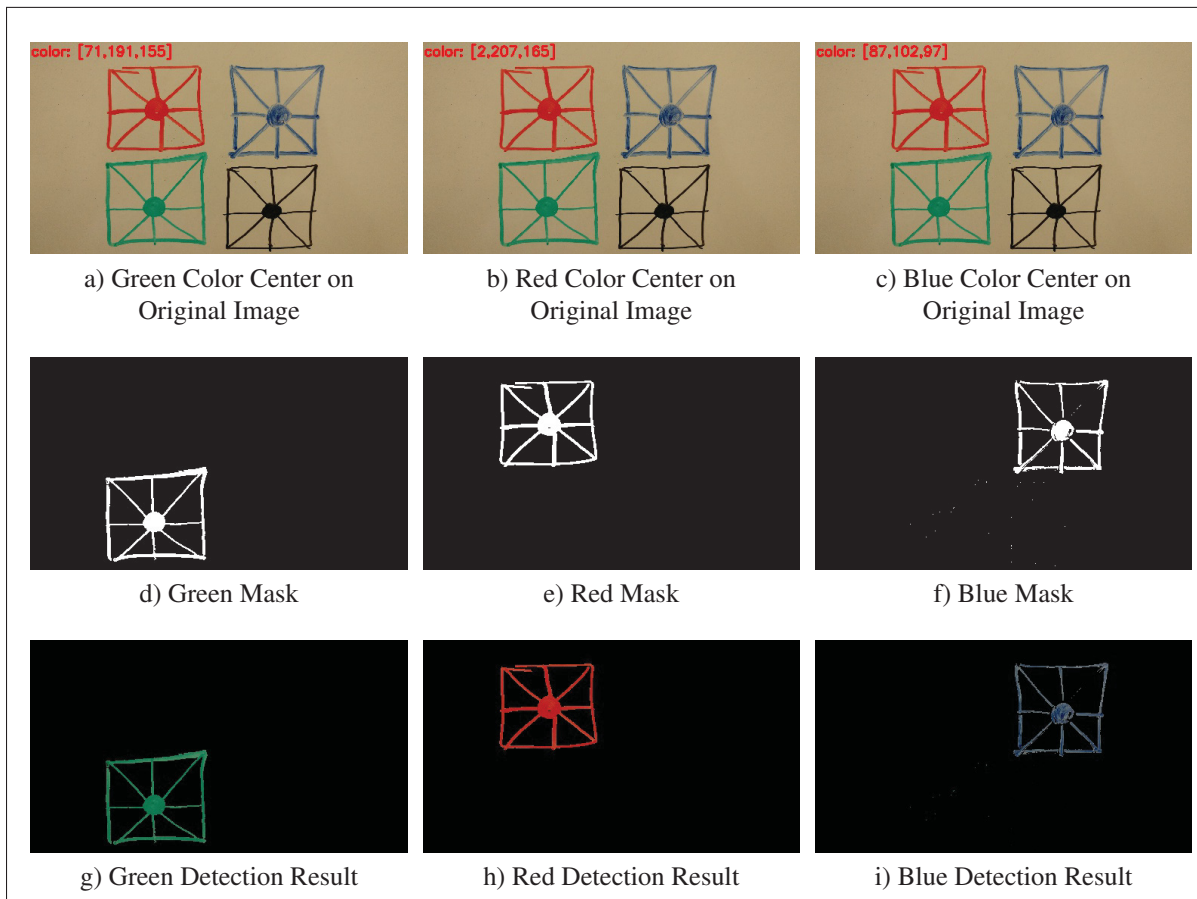 color: [71,191,155]
color: [2,207,165]
color: [87,102,97]
a) Green Color Center on
Original Image
b) Red Color Center on
Original Image
c) Blue Color Center on
Original Image
d) Green Mask
e) Red Mask
f) Blue Mask
g) Green Detection Result
h) Red Detection Result
i) Blue Detection Result